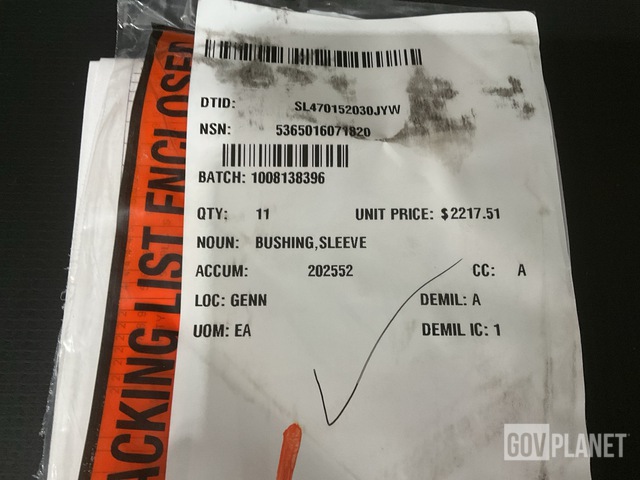 PACKING LIST ENCLOSED
DTID: SL470152030JYW
NSN: 5365016071820
BATCH: 1008138396
QTY: 11 UNIT PRICE: $2217.51
NOUN: BUSHING,SLEEVE
ACCUM: 202552 CC: A
LOC: GENN DEMIL: A
UOM: EA DEMIL IC: 1
GOVPLANET